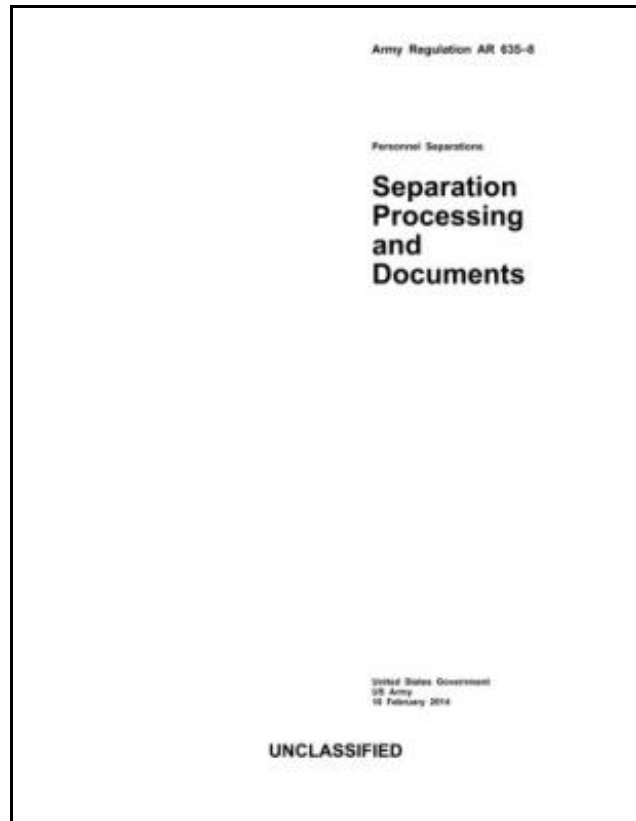 Army Regulation AR 635–8
Personnel Separations
Separation
Processing
and
Documents
United States Government
US Army
10 February 2014
UNCLASSIFIED